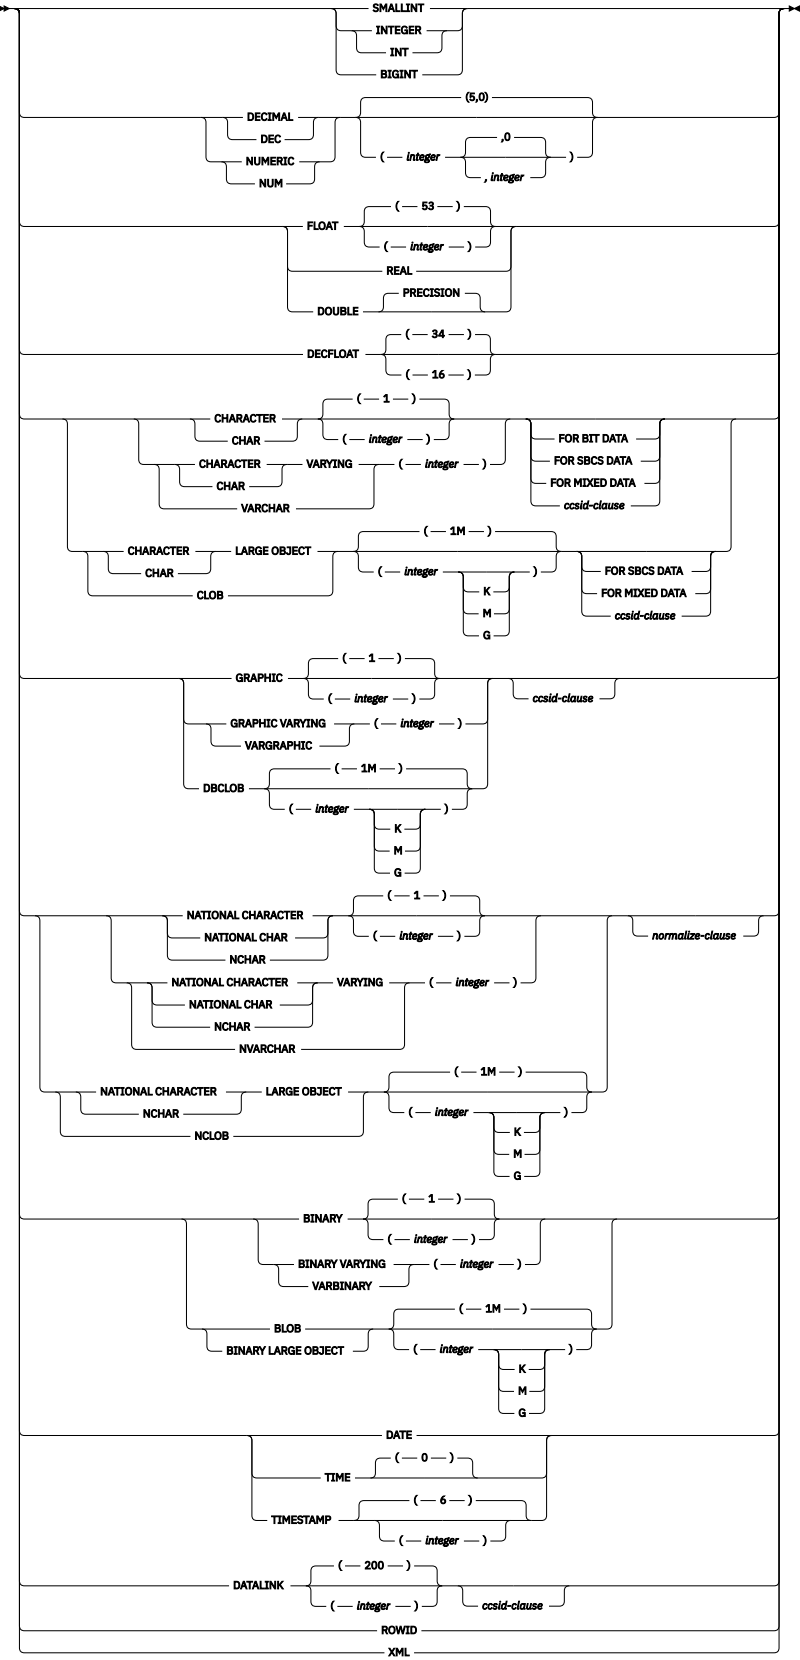 SMALLINT
INTEGER
INT
BIGINT
(5,0)
DECIMAL
DEC
,0
NUMERIC ( integer )
NUM , integer
( 53 )
FLOAT
( integer )
REAL
PRECISION
DOUBLE
( 34 )
DECFLOAT
( 16 )
( 1 )
CHARACTER
CHAR ( integer ) FOR BIT DATA
CHARACTER VARYING ( integer ) FOR SBCS DATA
CHAR FOR MIXED DATA
VARCHAR ccsid-clause
( 1M )
CHARACTER LARGE OBJECT
CHAR ( integer ) FOR SBCS DATA
CLOB K FOR MIXED DATA
M ccsid-clause
G
( 1 )
GRAPHIC
( integer ) ccsid-clause
GRAPHIC VARYING ( integer )
VARGRAPHIC
( 1M )
DBCLOB
( integer )
K
M
G
( 1 )
NATIONAL CHARACTER
NATIONAL CHAR ( integer ) normalize-clause
NCHAR
NATIONAL CHARACTER VARYING ( integer )
NATIONAL CHAR
NCHAR
NVARCHAR
( 1M )
NATIONAL CHARACTER LARGE OBJECT
NCHAR ( integer )
NCLOB K
M
G
( 1 )
BINARY
( integer )
BINARY VARYING ( integer )
VARBINARY
( 1M )
BLOB
BINARY LARGE OBJECT ( integer )
K
M
G
DATE
( 0 )
TIME
( 6 )
TIMESTAMP
( integer )
( 200 )
DATALINK
( integer ) ccsid-clause
ROWID
XML